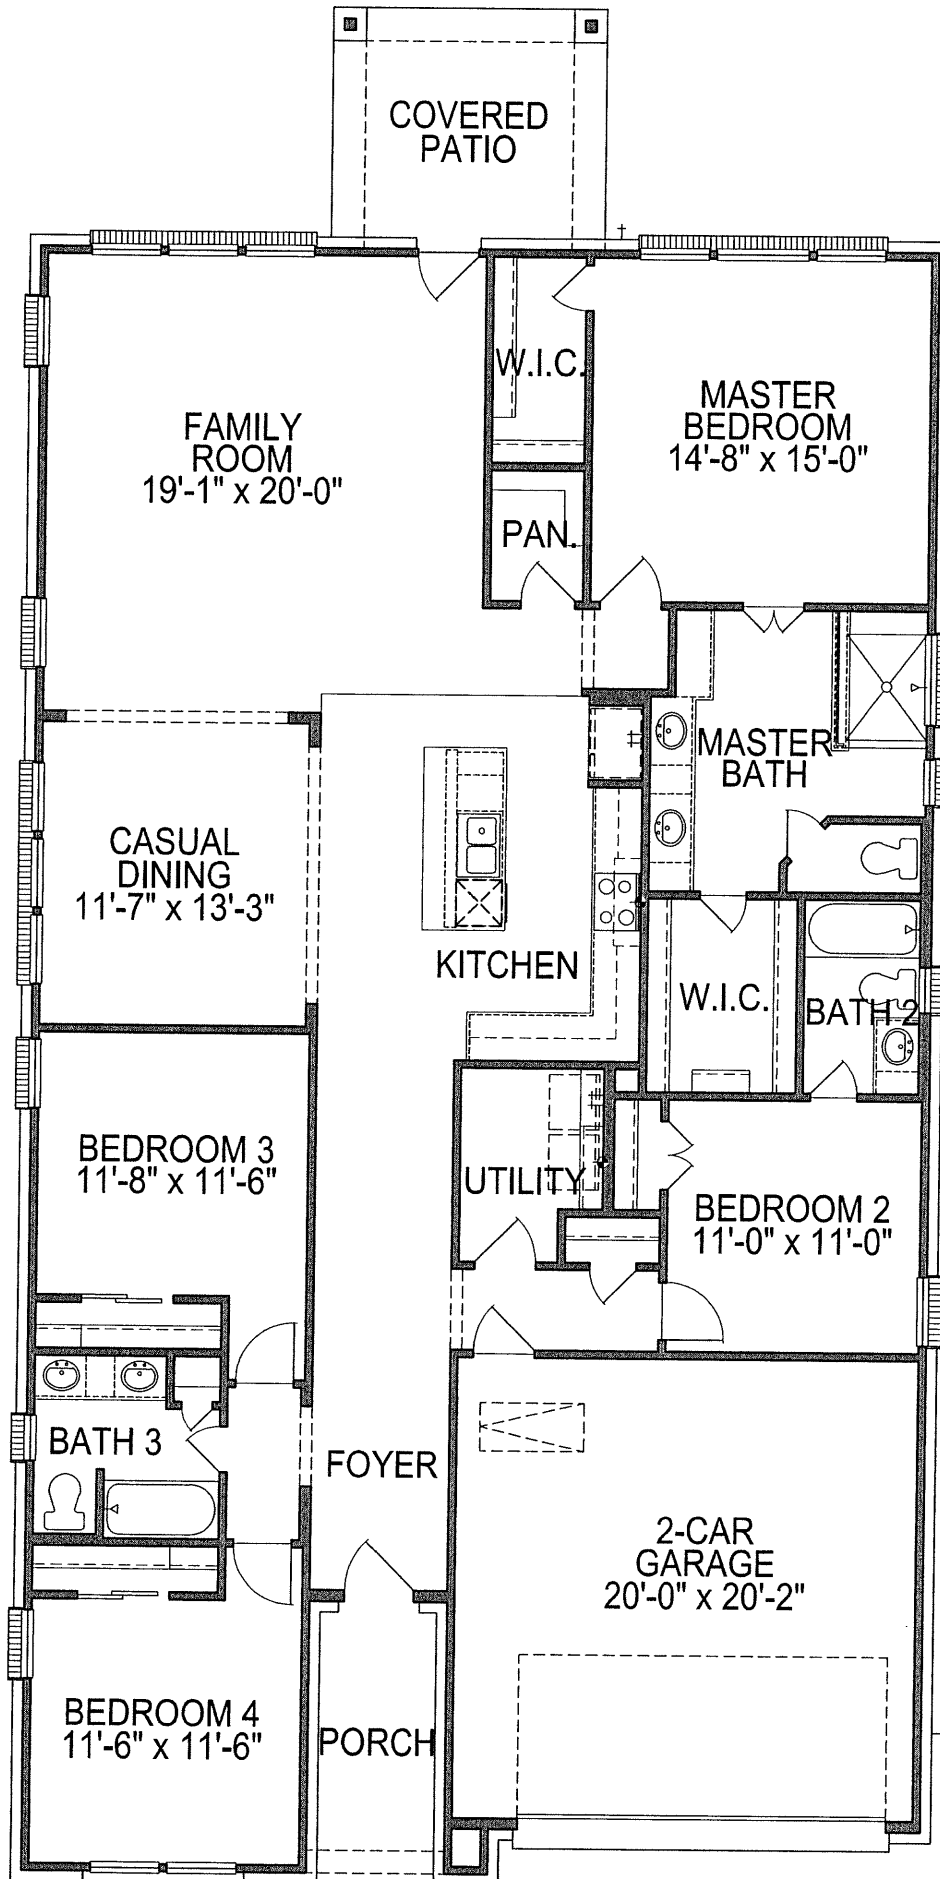 COVERED
PATIO
W.I.C.
MASTER
BEDROOM
14'-8" x 15'-0"
FAMILY
ROOM
19'-1" x 20'-0"
PAN.
MASTER
BATH
CASUAL
DINING
11'-7" x 13'-3"
KITCHEN
W.I.C.
BATH 2
BEDROOM 3
11'-8" x 11'-6"
UTILITY
BEDROOM 2
11'-0" x 11'-0"
BATH 3
FOYER
2-CAR
GARAGE
20'-0" x 20'-2"
BEDROOM 4
11'-6" x 11'-6"
PORCH